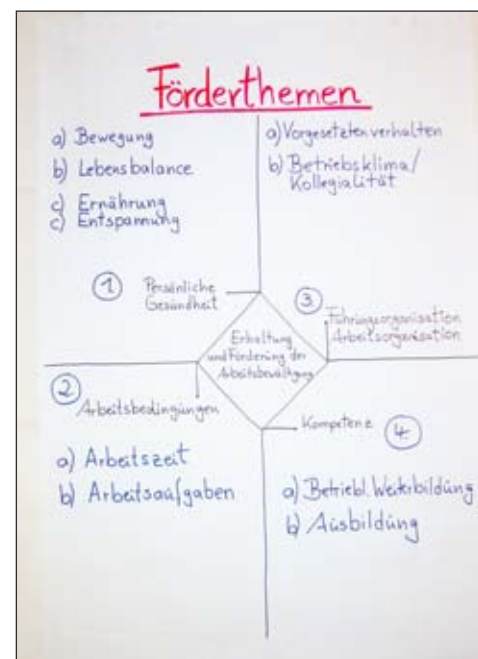 Förderthemen
a) Bewegung
b) Lebensbalance
c) Ernährung
c) Entspannung
① Persönliche
Gesundheit
a) Vorgesetztenverhalten
b) Betriebsklima/
Kollegialität
③
Führungsorganisation
Arbeitsorganisation
Erhaltung
und Förderung der
Arbeitsbewältigung
②
Arbeitsbedingungen
a) Arbeitszeit
b) Arbeitsaufgaben
Kompetenz ④
a) Betriebl. Weiterbildung
b) Ausbildung